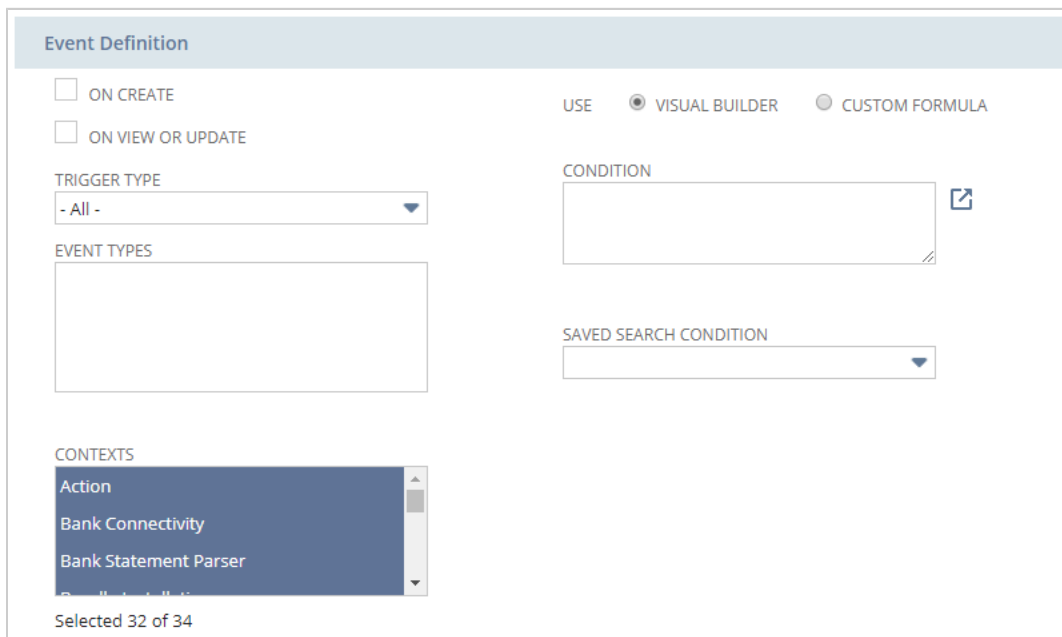 Event Definition
ON CREATE
ON VIEW OR UPDATE
TRIGGER TYPE
- All -
EVENT TYPES
CONTEXTS
Action
Bank Connectivity
Bank Statement Parser
Selected 32 of 34
USE VISUAL BUILDER CUSTOM FORMULA
CONDITION
SAVED SEARCH CONDITION